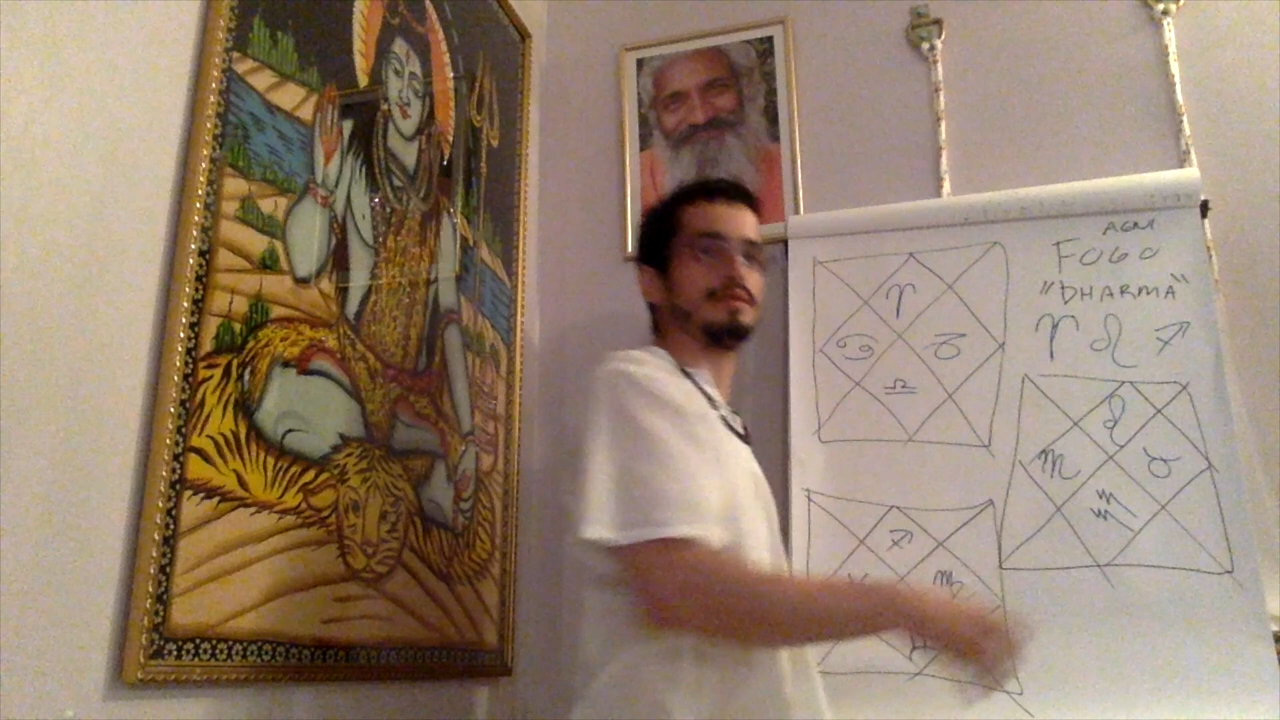 AGNI
FOGO
"DHARMA"
♈ ♌ ♐